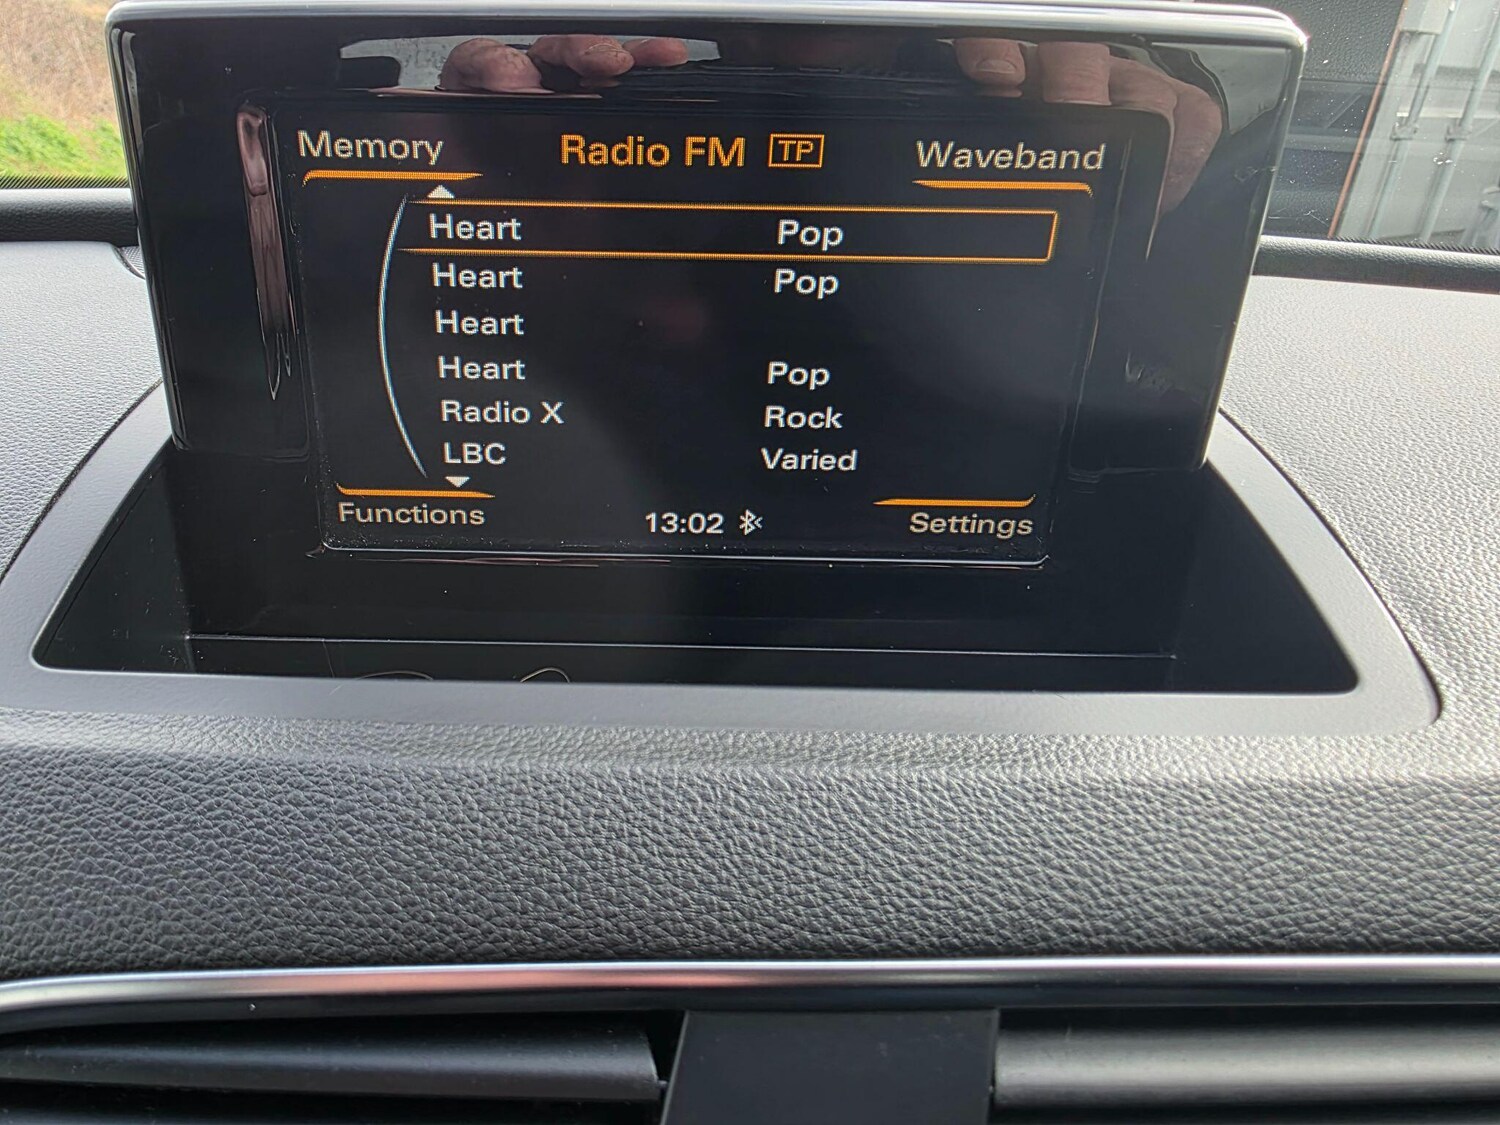 Memory Radio FM TP Waveband
Heart Pop
Heart Pop
Heart
Heart Pop
Radio X Rock
LBC Varied
Functions 13:02 Settings